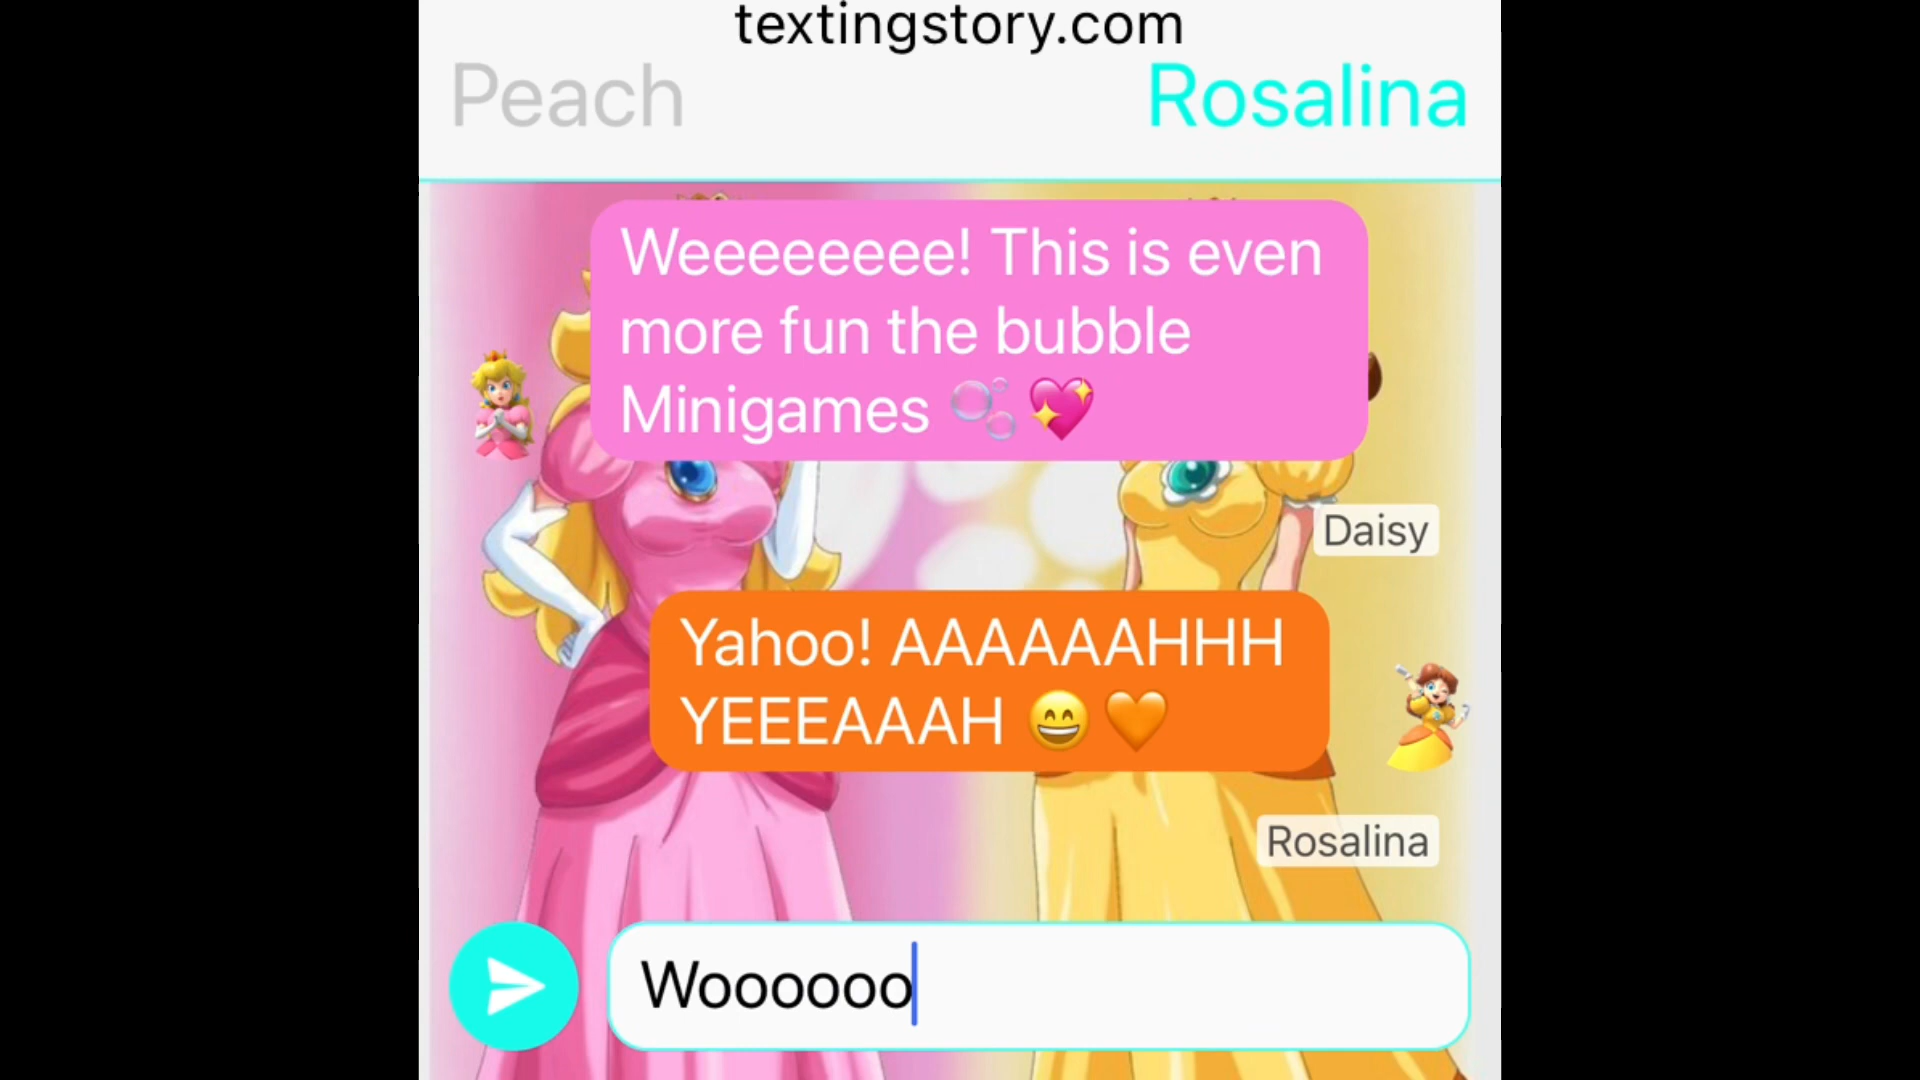 textingstory.com
Peach
Rosalina
Weeeeeeee! This is even
more fun the bubble
Minigames 🫧 💖
Daisy
Yahoo! AAAAAAHHH
YEEEAAAH 😄 🧡
Rosalina
Woooooo